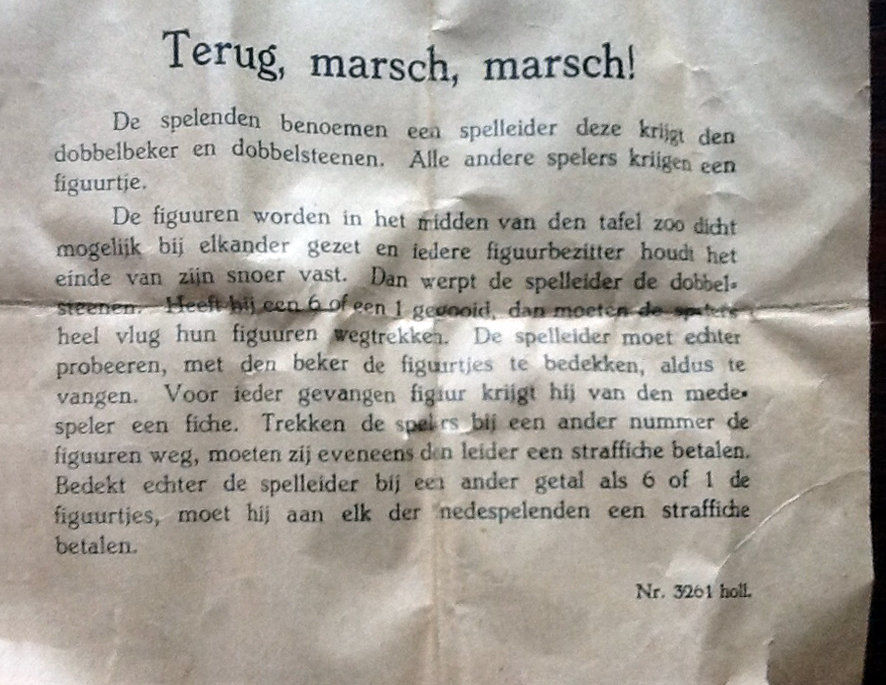 Terug, marsch, marsch!
De spelenden benoemen een spelleider deze krijgt den
dobbelbeker en dobbelsteenen. Alle andere spelers krijgen een
figuurtje.
De figuuren worden in het midden van den tafel zoo dicht
mogelijk bij elkander gezet en iedere figuurbezitter houdt het
einde van zijn snoer vast. Dan werpt de spelleider de dobbel-
steenen. Heeft hij een 6 of een 1 gegooid, dan moeten de spelers
heel vlug hun figuuren wegtrekken. De spelleider moet echter
probeeren, met den beker de figuurtjes te bedekken, aldus te
vangen. Voor ieder gevangen figuur krijgt hij van den mede-
speler een fiche. Trekken de spelers bij een ander nummer de
figuuren weg, moeten zij eveneens den leider een straffiche betalen.
Bedekt echter de spelleider bij een ander getal als 6 of 1 de
figuurtjes, moet hij aan elk der medespelenden een straffiche
betalen.
Nr. 3261 holl.